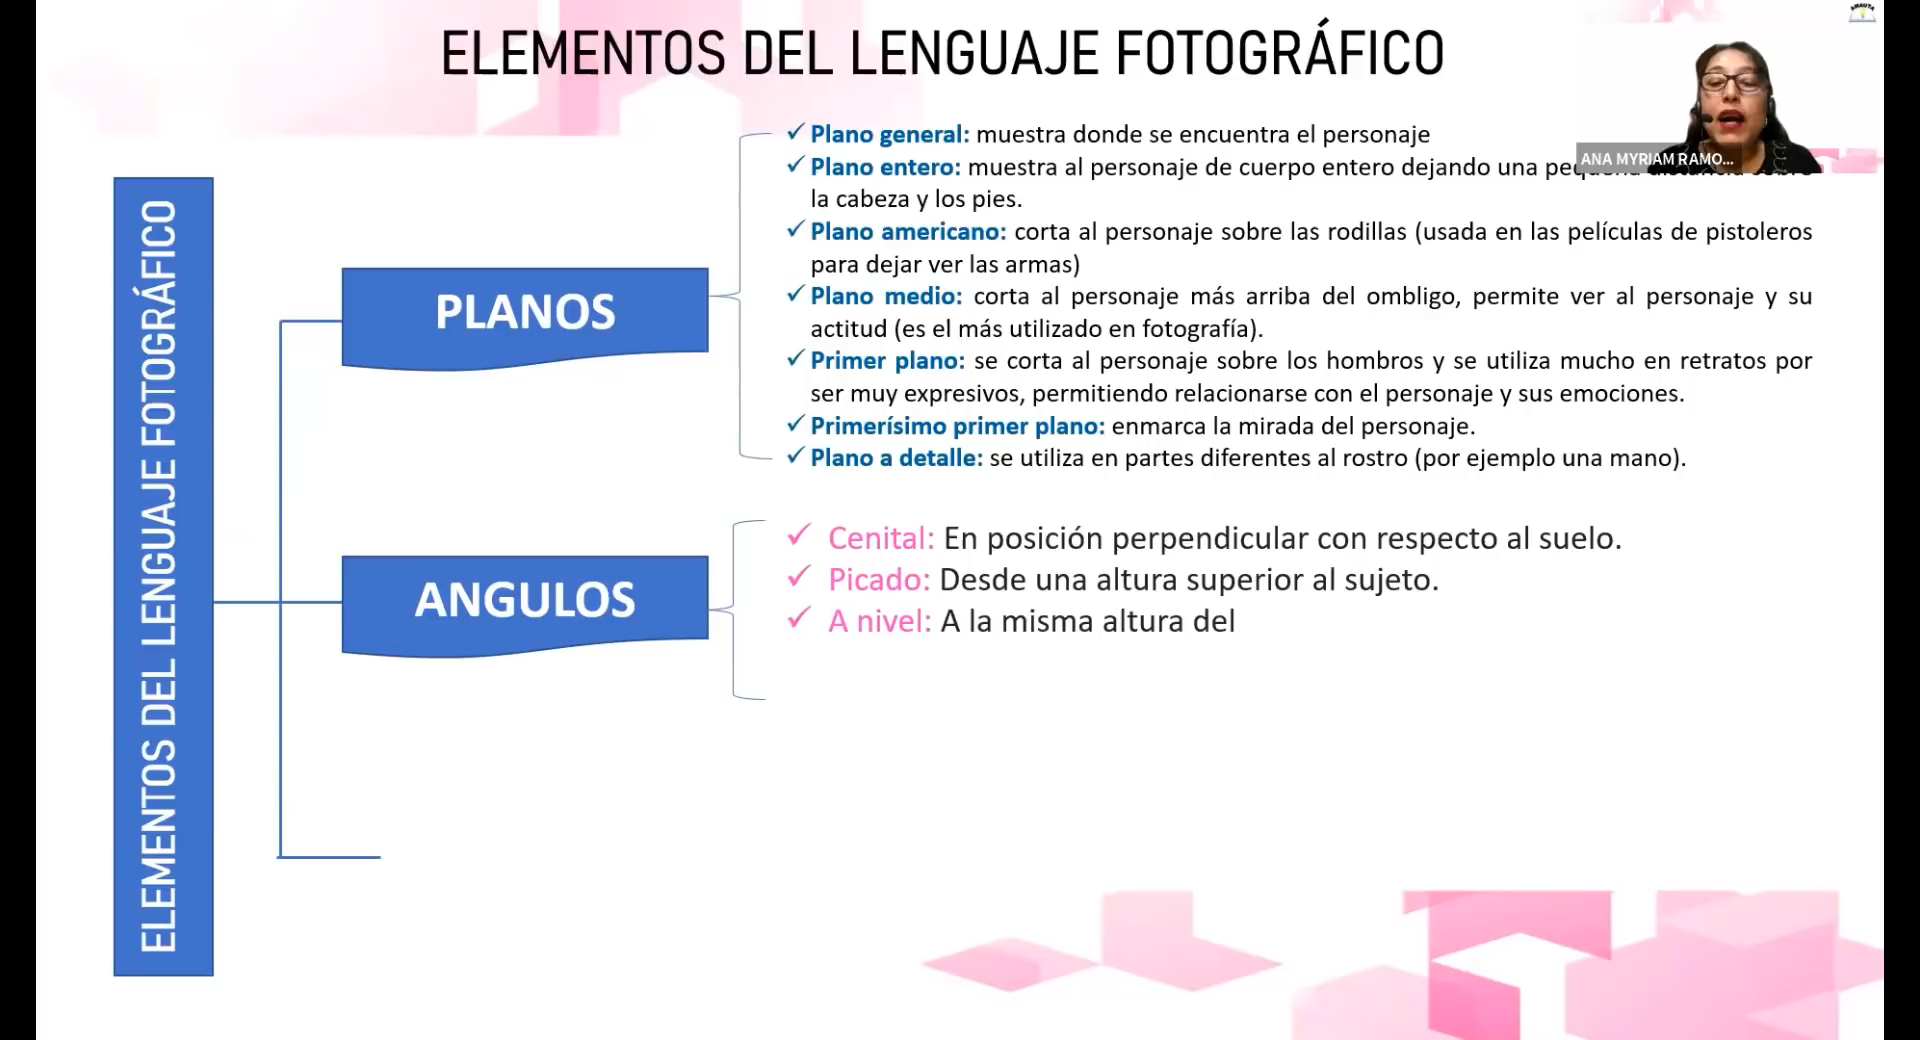 ELEMENTOS DEL LENGUAJE FOTOGRÁFICO
AMAUTA
ANA MYRIAM RAMO...
ELEMENTOS DEL LENGUAJE FOTOGRÁFICO
PLANOS
✓ Plano general: muestra donde se encuentra el personaje
✓ Plano entero: muestra al personaje de cuerpo entero dejando una
la cabeza y los pies.
✓ Plano americano: corta al personaje sobre las rodillas (usada en las películas de pistoleros
para dejar ver las armas)
✓ Plano medio: corta al personaje más arriba del ombligo, permite ver al personaje y su
actitud (es el más utilizado en fotografía).
✓ Primer plano: se corta al personaje sobre los hombros y se utiliza mucho en retratos por
ser muy expresivos, permitiendo relacionarse con el personaje y sus emociones.
✓ Primerísimo primer plano: enmarca la mirada del personaje.
✓ Plano a detalle: se utiliza en partes diferentes al rostro (por ejemplo una mano).
ANGULOS
✓ Cenital: En posición perpendicular con respecto al suelo.
✓ Picado: Desde una altura superior al sujeto.
✓ A nivel: A la misma altura del